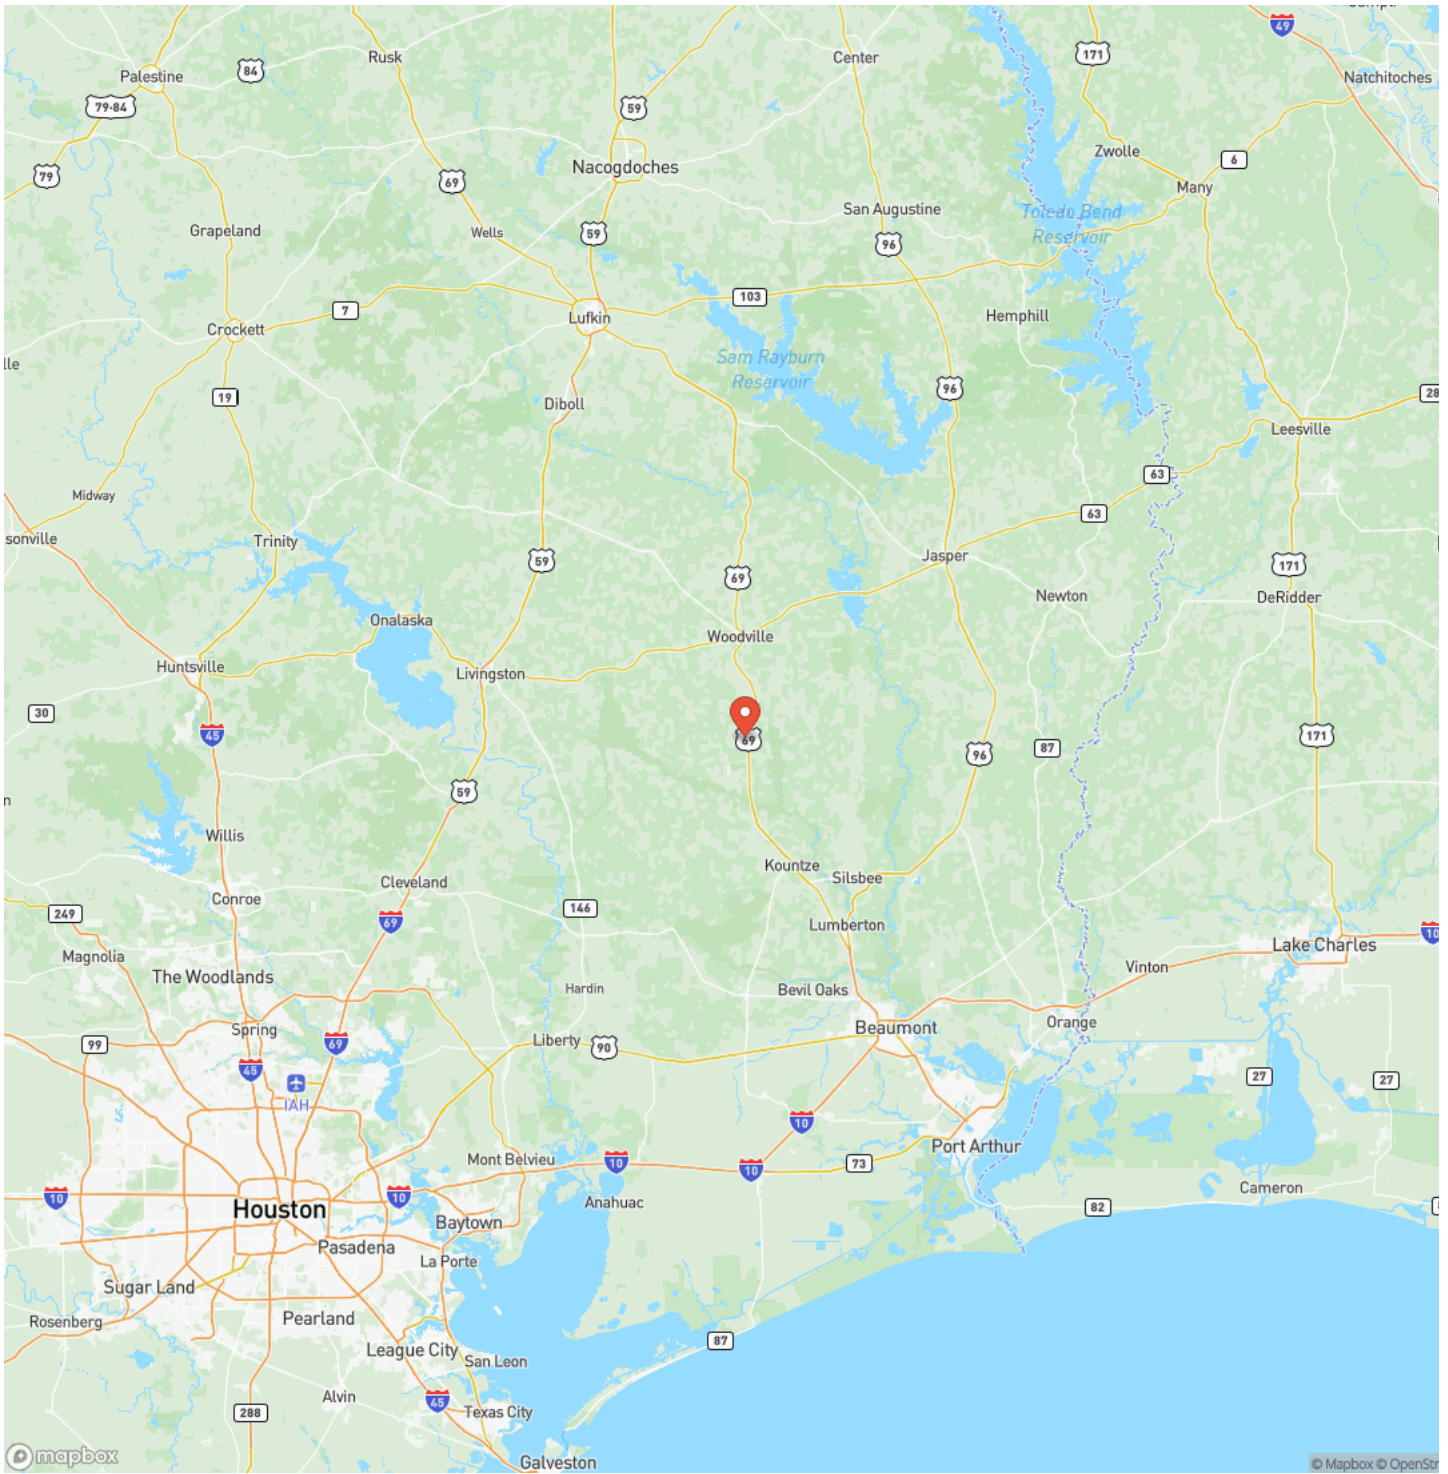 49
Rusk
Center
171
Palestine
84
Natchitoches
79-84
59
Zwolle
6
79
Nacogdoches
69
Many
San Augustine
Toledo Bend
Reservoir
Grapeland
Wells
59
96
7
103
Hemphill
Crockett
Lufkin
Sam Rayburn
Reservoir
lle
19
96
28
Diboll
Leesville
63
Midway
63
sonville
Trinity
Jasper
59
171
69
Newton
DeRidder
Onalaska
Woodville
Huntsville
Livingston
30
45
69
96
87
171
59
n
Willis
Kountze
Silsbee
Cleveland
Conroe
249
69
146
Lumberton
10
Magnolia
Lake Charles
The Woodlands
Vinton
Hardin
Bevil Oaks
Spring
Beaumont
Orange
99
69
Liberty
90
45
27
27
IAH
10
Port Arthur
Mont Belvieu
10
10
73
10
10
Anahuac
Cameron
Houston
82
Baytown
Pasadena
La Porte
Sugar Land
Rosenberg
Pearland
87
League City
San Leon
Alvin
45
288
Texas City
mapbox
Galveston
© Mapbox © OpenStr